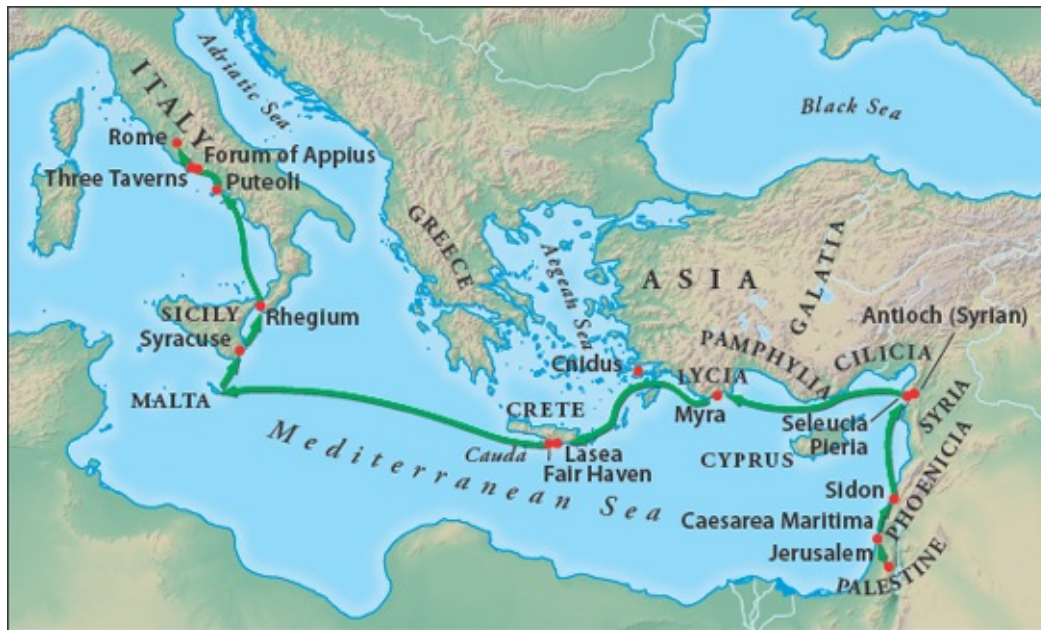 ITALY
Adriatic Sea
Black Sea
Rome
Forum of Appius
Three Taverns
Puteoli
GREECE
Aegean Sea
ASIA
GALATIA
SICILY
Rhegium
Syracuse
Antioch (Syrian)
PAMPHYLIA
CILICIA
Cnidus
LYCIA
MALTA
Myra
CRETE
Seleucia
Pieria
SYRIA
Cauda
Lasea
Fair Haven
CYPRUS
Mediterranean Sea
Sidon
PHOENICIA
Caesarea Maritima
Jerusalem
PALESTINE